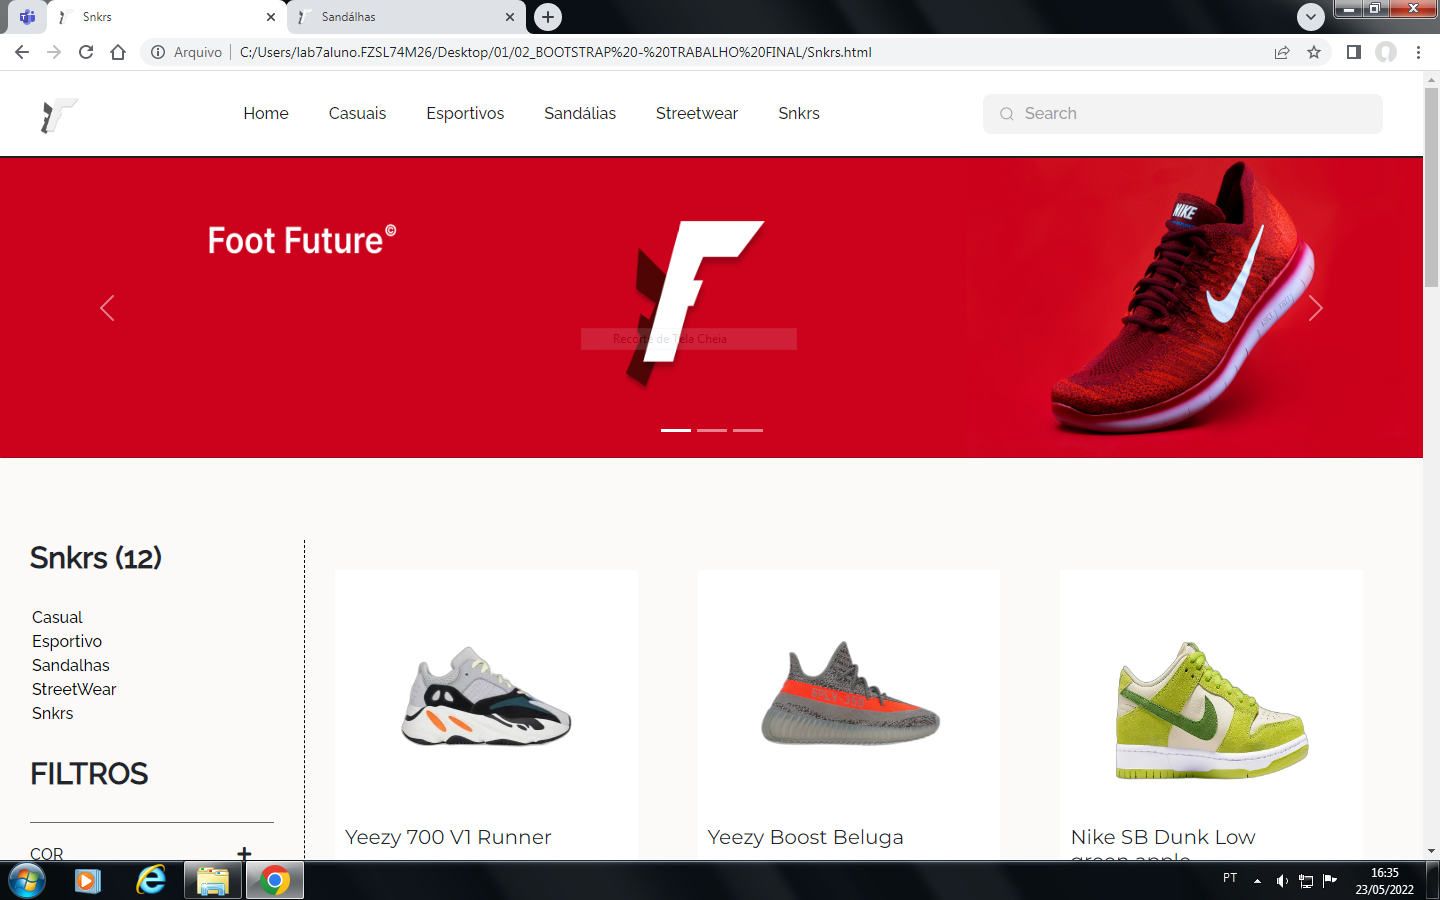 Snkrs
Sandálhas
Arquivo
C:/Users/lab7aluno.FZSL74M26/Desktop/01/02_BOOTSTRAP%20-%20TRABALHO%20FINAL/Snkrs.html
Home Casuais Esportivos Sandálias Streetwear Snkrs
Search
Foot Future©
NIKE
Recorte de Tela Cheia
Snkrs (12)
Casual
Esportivo
Sandalhas
StreetWear
Snkrs
FILTROS
COR
Yeezy 700 V1 Runner
Yeezy Boost Beluga
Nike SB Dunk Low
green apple
PT
16:35
23/05/2022